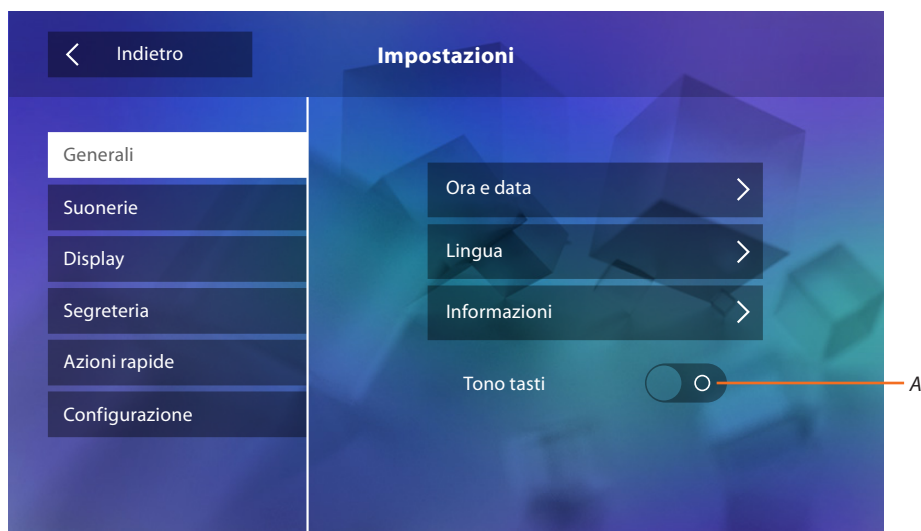 Indietro
Impostazioni
Generali
Suonerie
Display
Segreteria
Azioni rapide
Configurazione
Ora e data
Lingua
Informazioni
Tono tasti
A